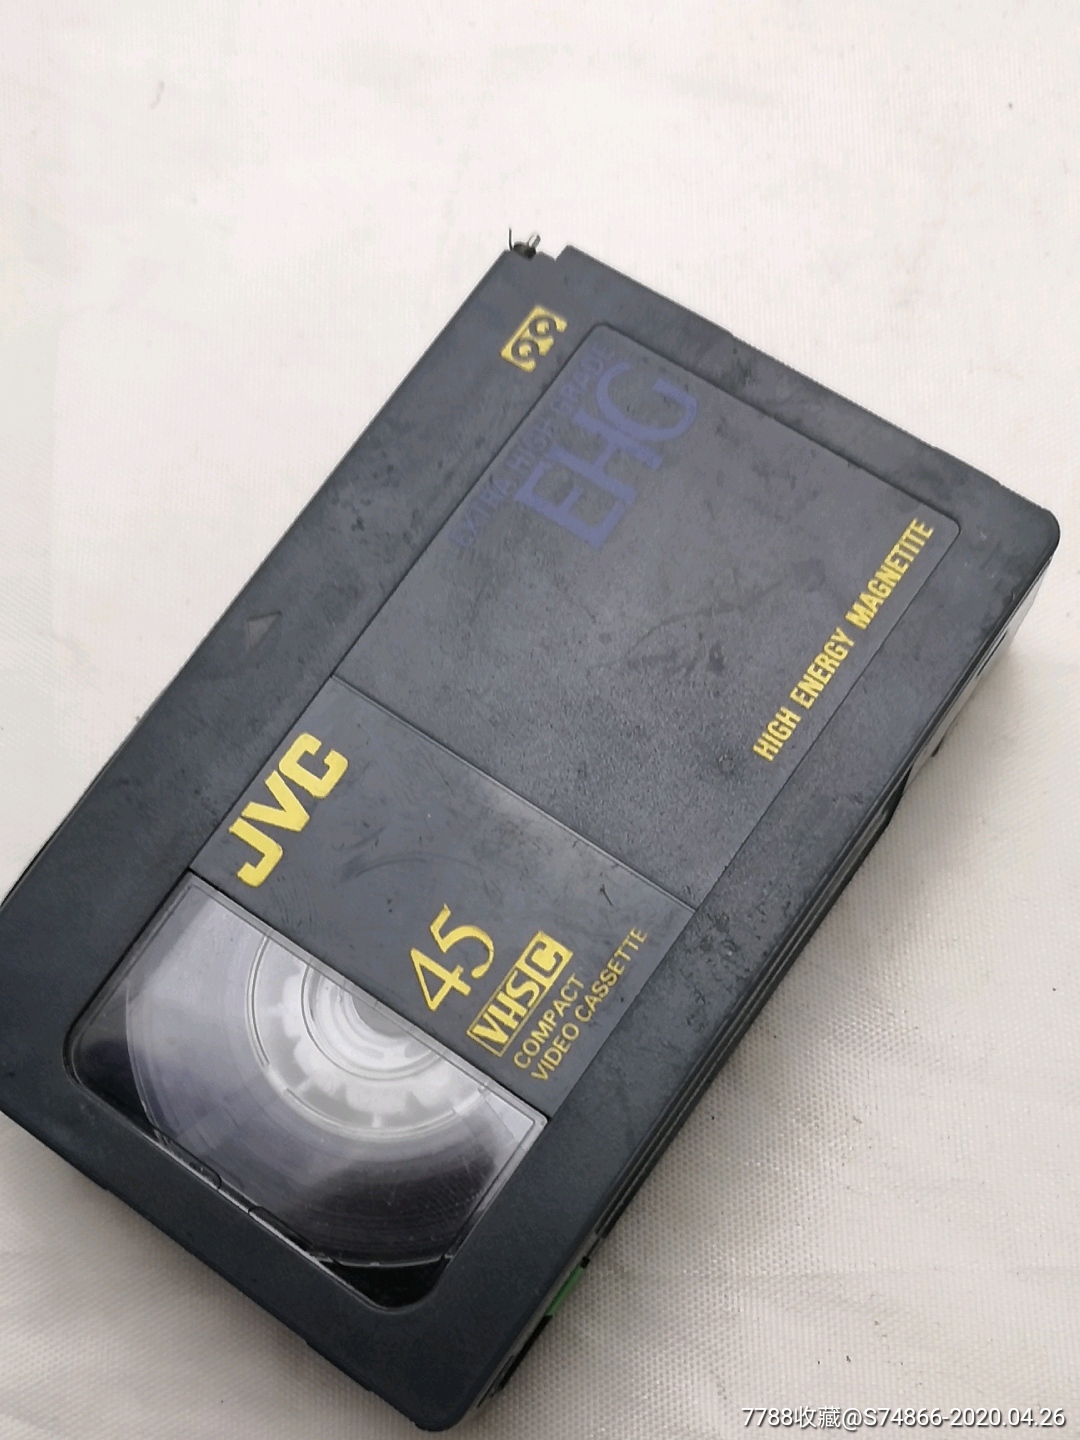 EXTRA HIGH GRADE
EHG
HIGH ENERGY MAGNETITE
JVC
45
VHS C
COMPACT
VIDEO CASSETTE
7788收藏@S74866-2020.04.26